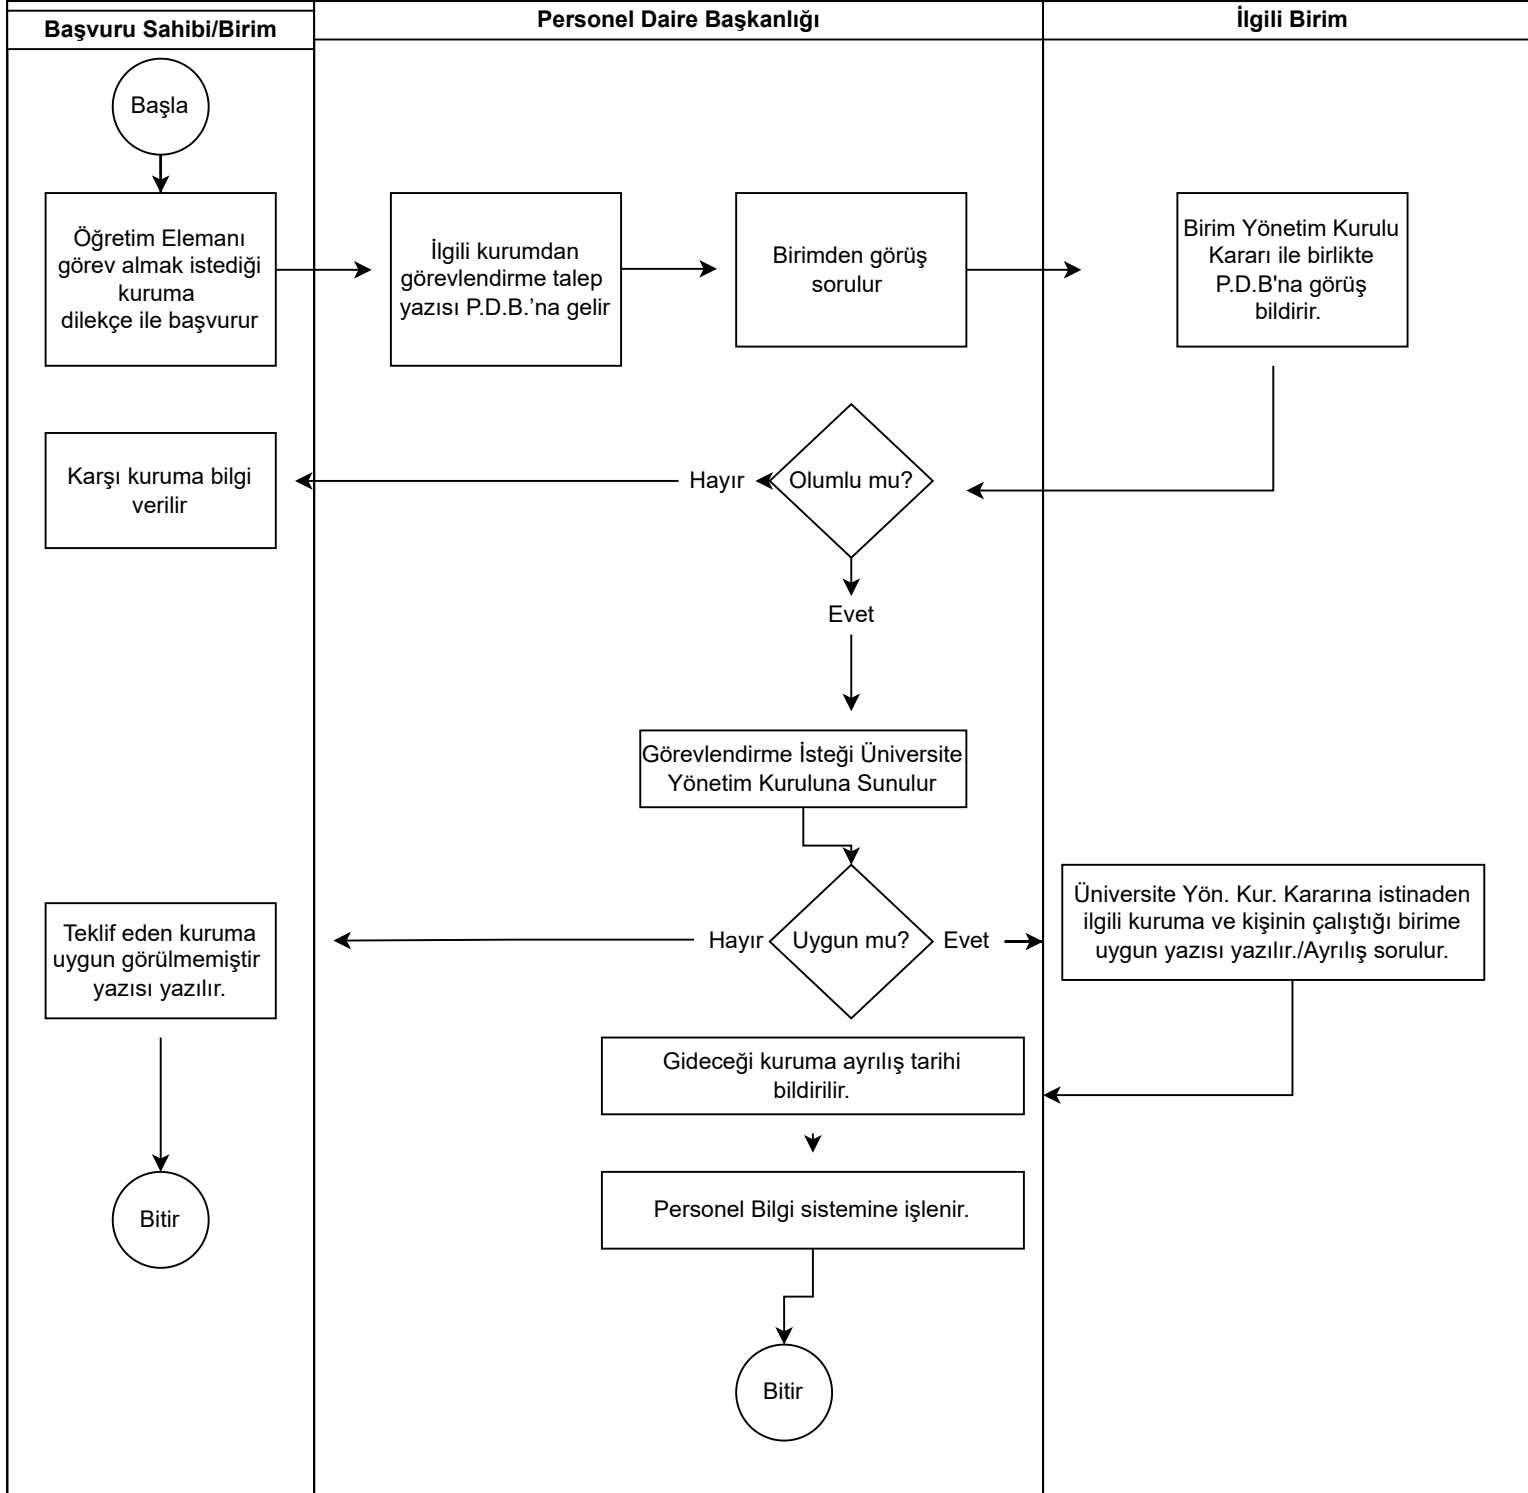 Başvuru Sahibi/Birim
Personel Daire Başkanlığı
İlgili Birim
Başla
Öğretim Elemanı
görev almak istediği
kuruma
dilekçe ile başvurur
İlgili kurumdan
görevlendirme talep
yazısı P.D.B.’na gelir
Birimden görüş
sorulur
Birim Yönetim Kurulu
Kararı ile birlikte
P.D.B'na görüş
bildirir.
Karşı kuruma bilgi
verilir
Hayır
Olumlu mu?
Evet
Görevlendirme İsteği Üniversite
Yönetim Kuruluna Sunulur
Teklif eden kuruma
uygun görülmemiştir
yazısı yazılır.
Hayır
Uygun mu?
Evet
Üniversite Yön. Kur. Kararına istinaden
ilgili kuruma ve kişinin çalıştığı birime
uygun yazısı yazılır./Ayrılış sorulur.
Gideceği kuruma ayrılış tarihi
bildirilir.
Personel Bilgi sistemine işlenir.
Bitir
Bitir